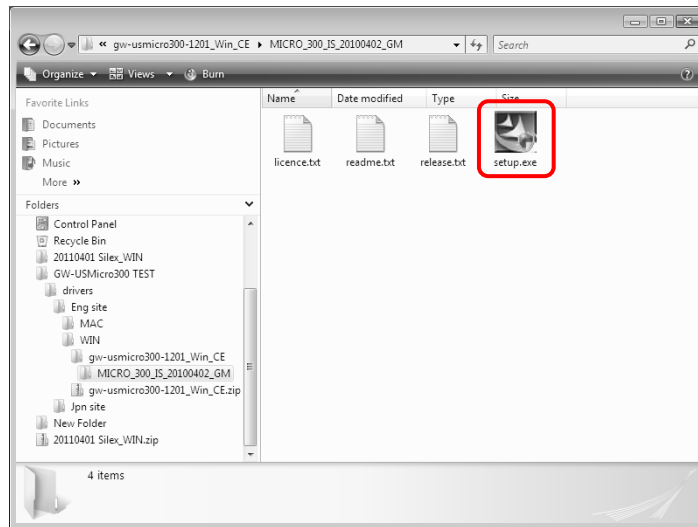 « gw-usmicro300-1201_Win_CE ▸ MICRO_300_IS_20100402_GM
Search
Organize Views Burn
Favorite Links
Documents
Pictures
Music
More »
Folders
Control Panel
Recycle Bin
20110401 Silex_WIN
GW-USMicro300 TEST
drivers
Eng site
MAC
WIN
gw-usmicro300-1201_Win_CE
MICRO_300_IS_20100402_GM
gw-usmicro300-1201_Win_CE.zip
Jpn site
New Folder
20110401 Silex_WIN.zip
Name Date modified Type Size
licence.txt readme.txt release.txt setup.exe
4 items